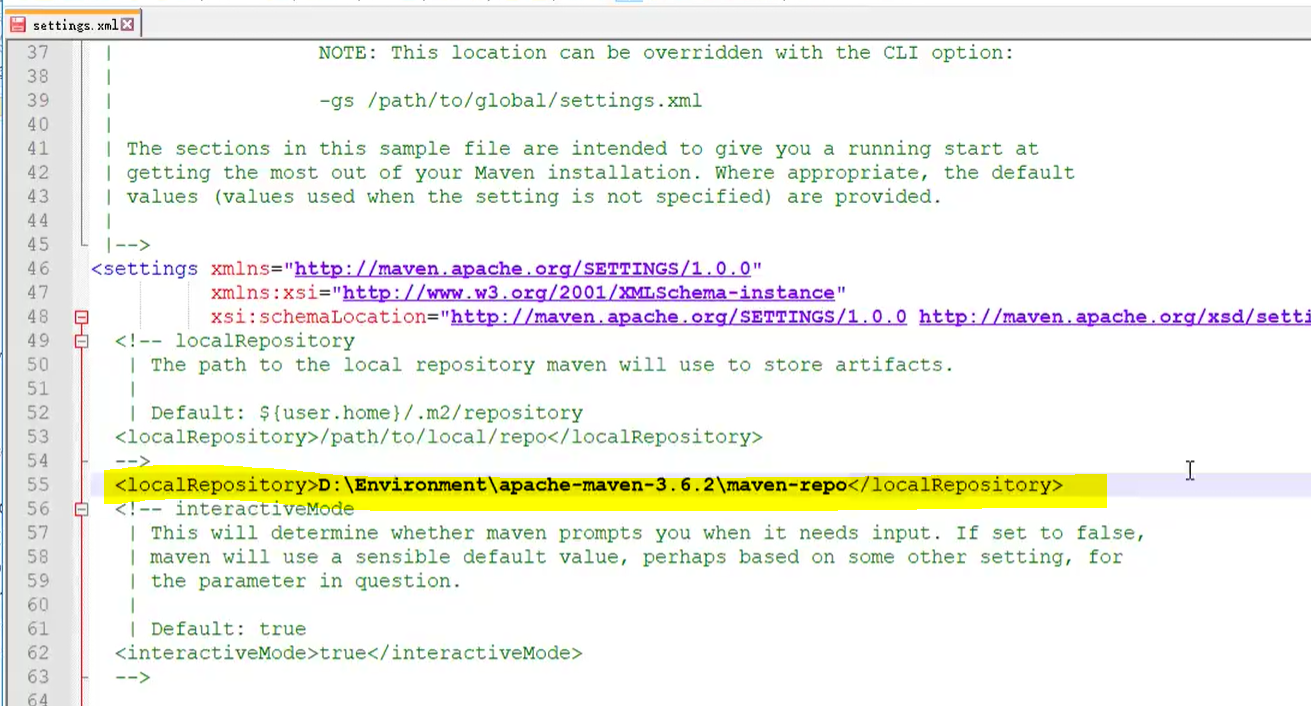 settings.xml
37 | NOTE: This location can be overridden with the CLI option:
38 |
39 | -gs /path/to/global/settings.xml
40 |
41 | The sections in this sample file are intended to give you a running start at
42 | getting the most out of your Maven installation. Where appropriate, the default
43 | values (values used when the setting is not specified) are provided.
44 |
45 |-->
46 <settings xmlns="http://maven.apache.org/SETTINGS/1.0.0"
47 xmlns:xsi="http://www.w3.org/2001/XMLSchema-instance"
48 xsi:schemaLocation="http://maven.apache.org/SETTINGS/1.0.0 http://maven.apache.org/xsd/setti
49 <!-- localRepository
50 | The path to the local repository maven will use to store artifacts.
51 |
52 | Default: ${user.home}/.m2/repository
53 <localRepository>/path/to/local/repo</localRepository>
54 -->
55 <localRepository>D:\Environment\apache-maven-3.6.2\maven-repo</localRepository>
56 <!-- interactiveMode
57 | This will determine whether maven prompts you when it needs input. If set to false,
58 | maven will use a sensible default value, perhaps based on some other setting, for
59 | the parameter in question.
60 |
61 | Default: true
62 <interactiveMode>true</interactiveMode>
63 -->
64